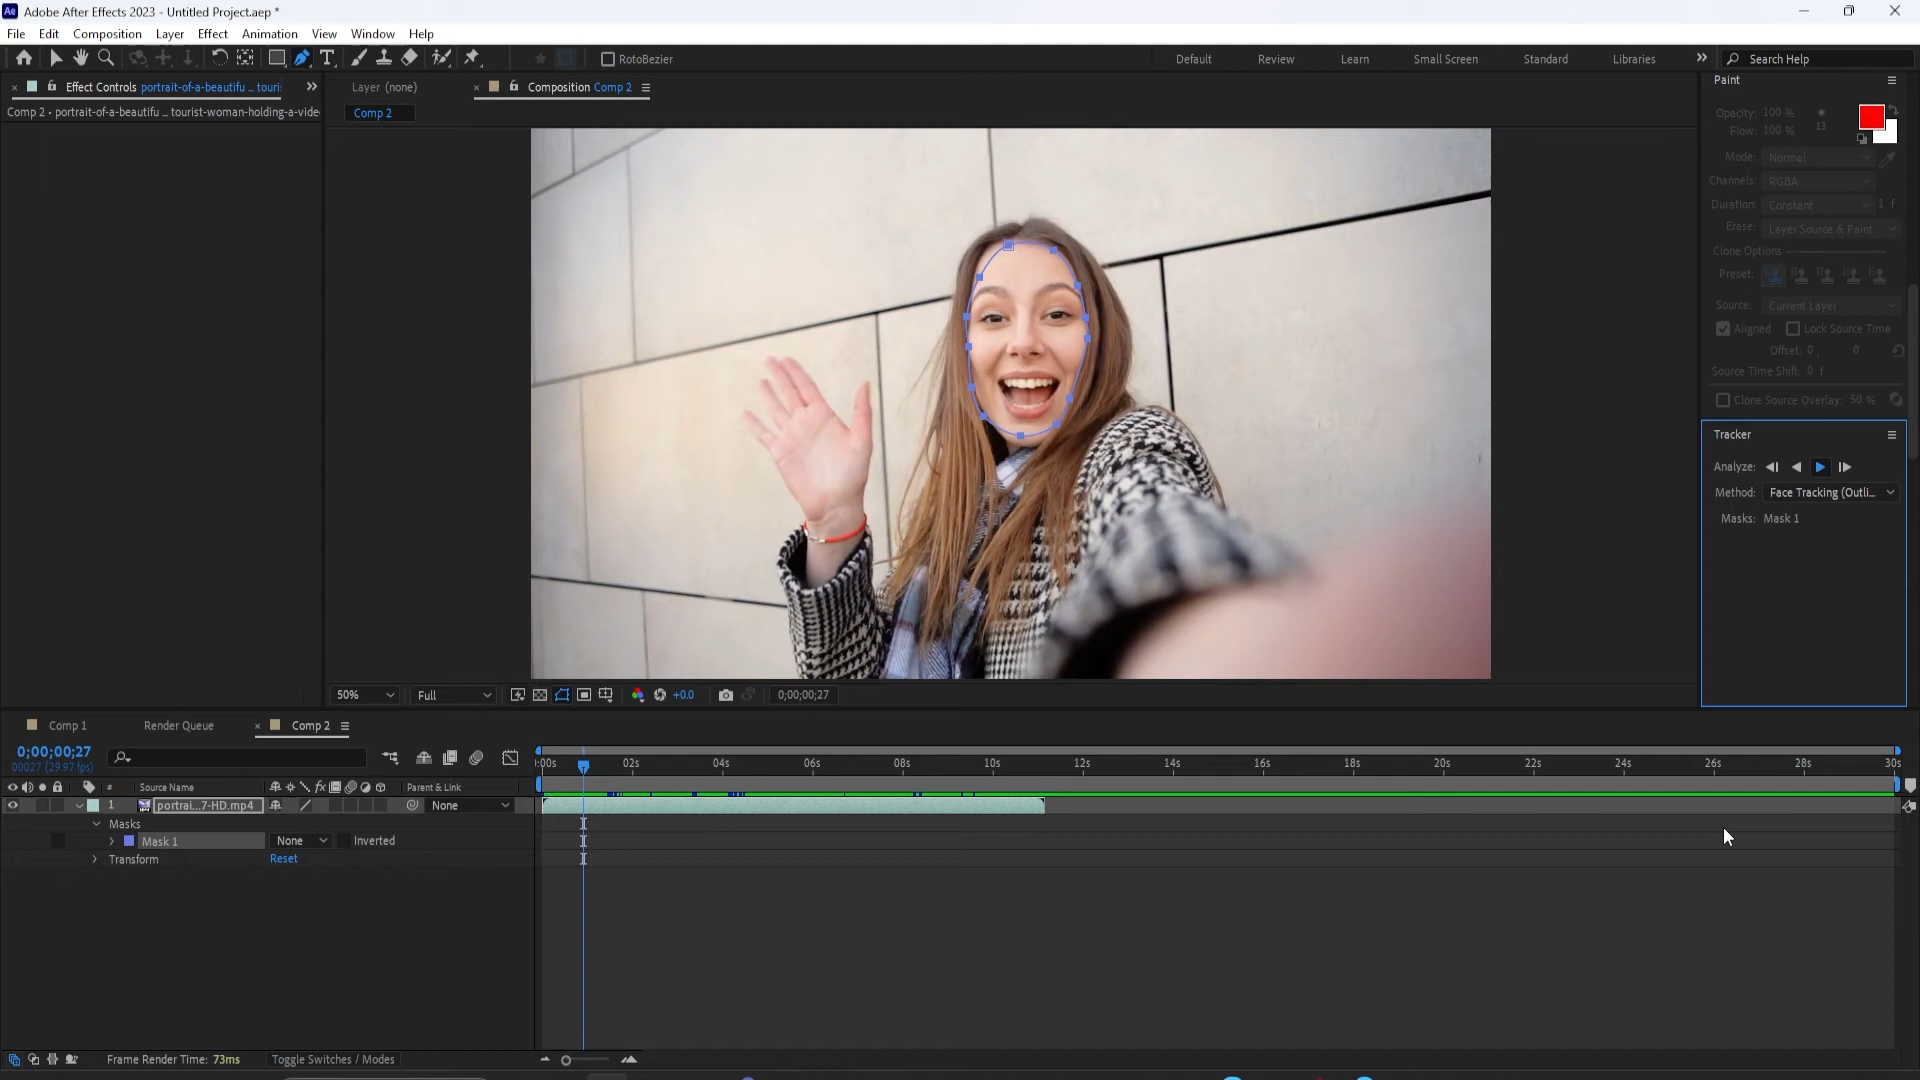 Adobe After Effects 2023 - Untitled Project.aep *
File Edit Composition Layer Effect Animation View Window Help
RotoBezier
Default Review Learn Small Screen Standard Libraries Search Help
Effect Controls portrait-of-a-beautifu ... touri
Layer (none)
Composition Comp 2
Comp 2 • portrait-of-a-beautifu ... tourist-woman-holding-a-vide
Comp 2
Paint
Opacity: 100 %
Flow: 100 %
13
Mode: Normal
Channels: RGBA
Duration: Constant 1 f
Erase: Layer Source & Paint
Clone Options
Preset:
Source: Current Layer
Aligned Lock Source Time
Offset: 0 , 0
Source Time Shift: 0 f
Clone Source Overlay: 50 %
Tracker
Analyze:
Method: Face Tracking (Outli...
Masks: Mask 1
50% Full +0.0 0;00;00;27
Comp 1 Render Queue Comp 2
0;00;00;27
00027 (29.97 fps)
:00s 02s 04s 06s 08s 10s 12s 14s 16s 18s 20s 22s 24s 26s 28s 30s
# Source Name Parent & Link
1 portrai...7-HD.mp4 None
Masks
Mask 1 None Inverted
Transform Reset
Frame Render Time: 73ms Toggle Switches / Modes